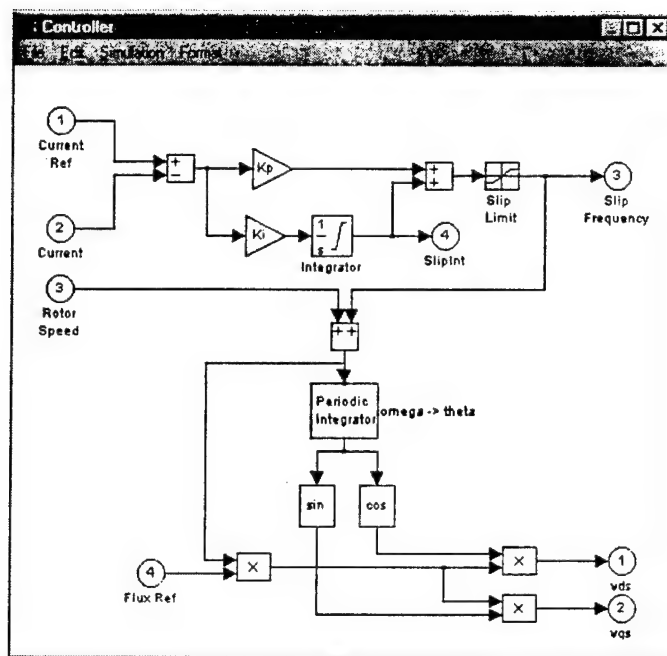 : Controller
File Edit Simulation Format
1
Current
Ref
+
−
Kp
+
+
Slip
Limit
3
Slip
Frequency
2
Current
Ki
1
s
Integrator
4
SlipInt
3
Rotor
Speed
+ +
Periodic
Integrator
omega -> theta
sin
cos
4
Flux Ref
×
×
1
vds
×
2
vqs